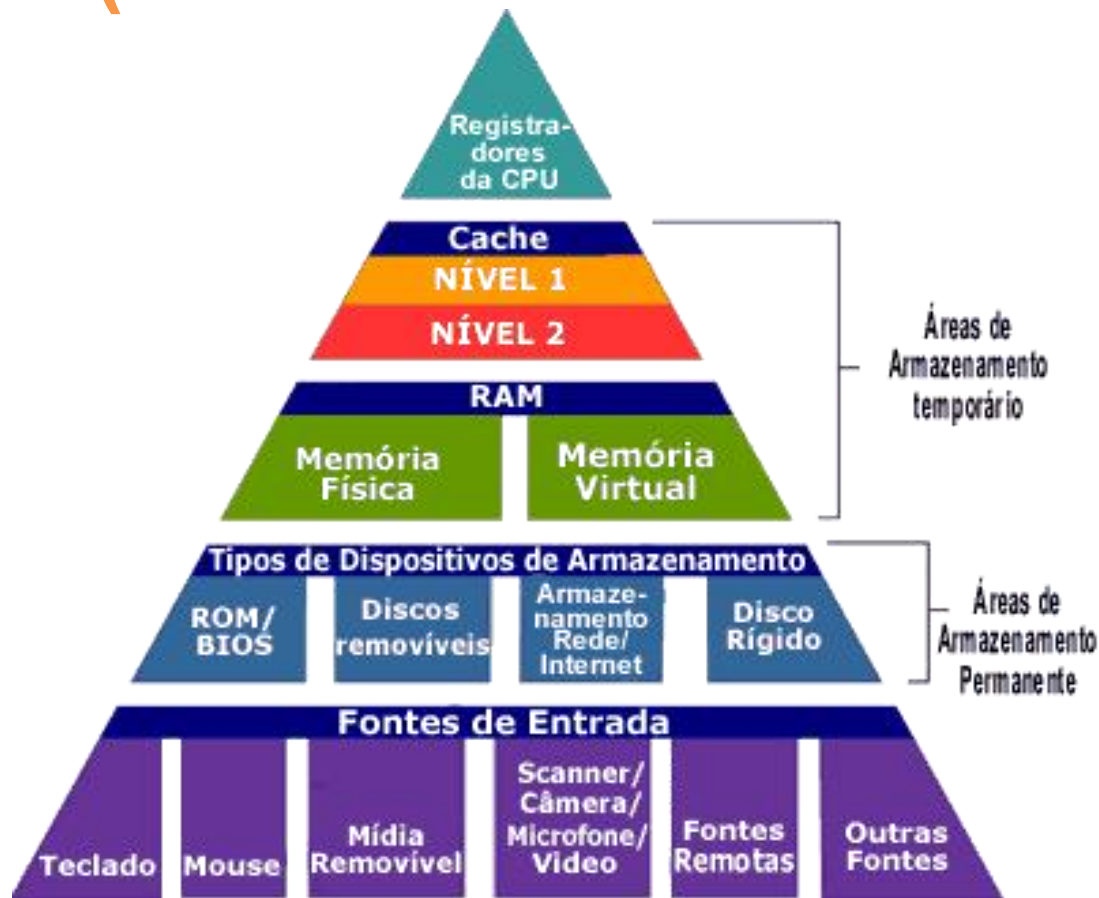 Registra-
dores
da CPU
Cache
NÍVEL 1
NÍVEL 2
Áreas de
Armazenamento
temporário
RAM
Memória
Física
Memória
Virtual
Tipos de Dispositivos de Armazenamento
ROM/
BIOS
Discos
removíveis
Armaze-
namento
Rede/
Internet
Disco
Rígido
Áreas de
Armazenamento
Permanente
Fontes de Entrada
Teclado
Mouse
Mídia
Removível
Scanner/
Câmera/
Microfone/
Video
Fontes
Remotas
Outras
Fontes